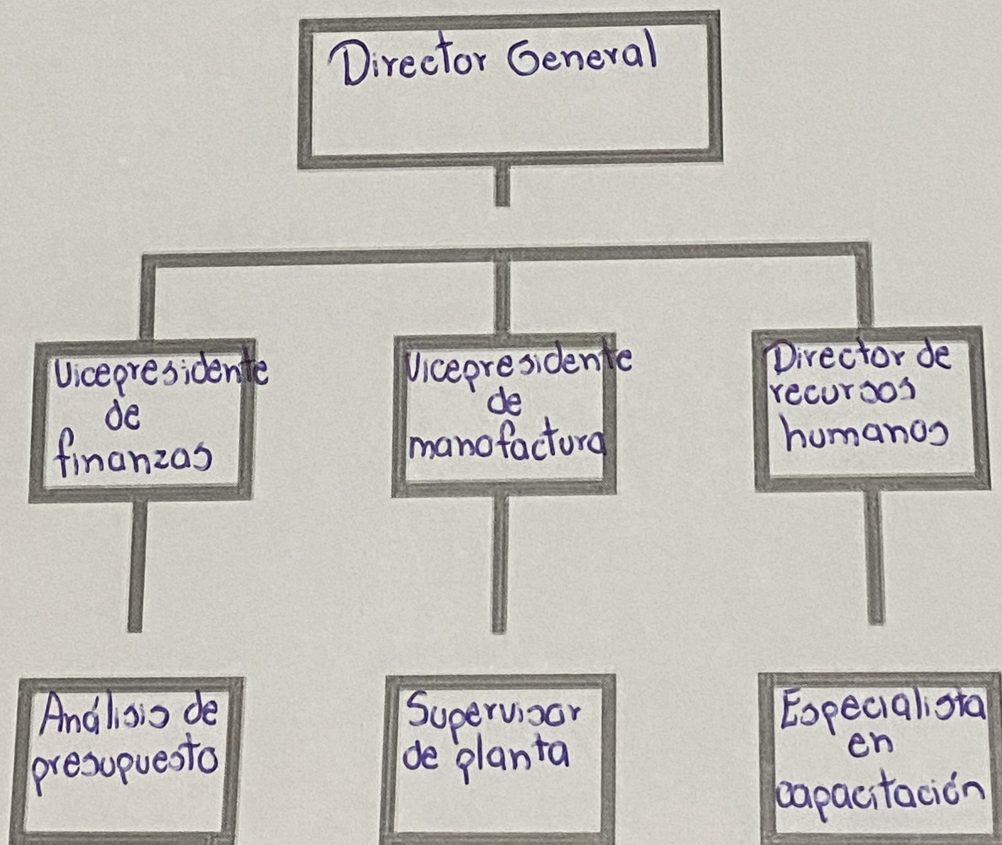 Director General
Vicepresidente
de
finanzas
Vicepresidente
de
manofactura
Director de
recursos
humanos
Análisis de
presupuesto
Supervisor
de planta
Especialista
en
capacitación